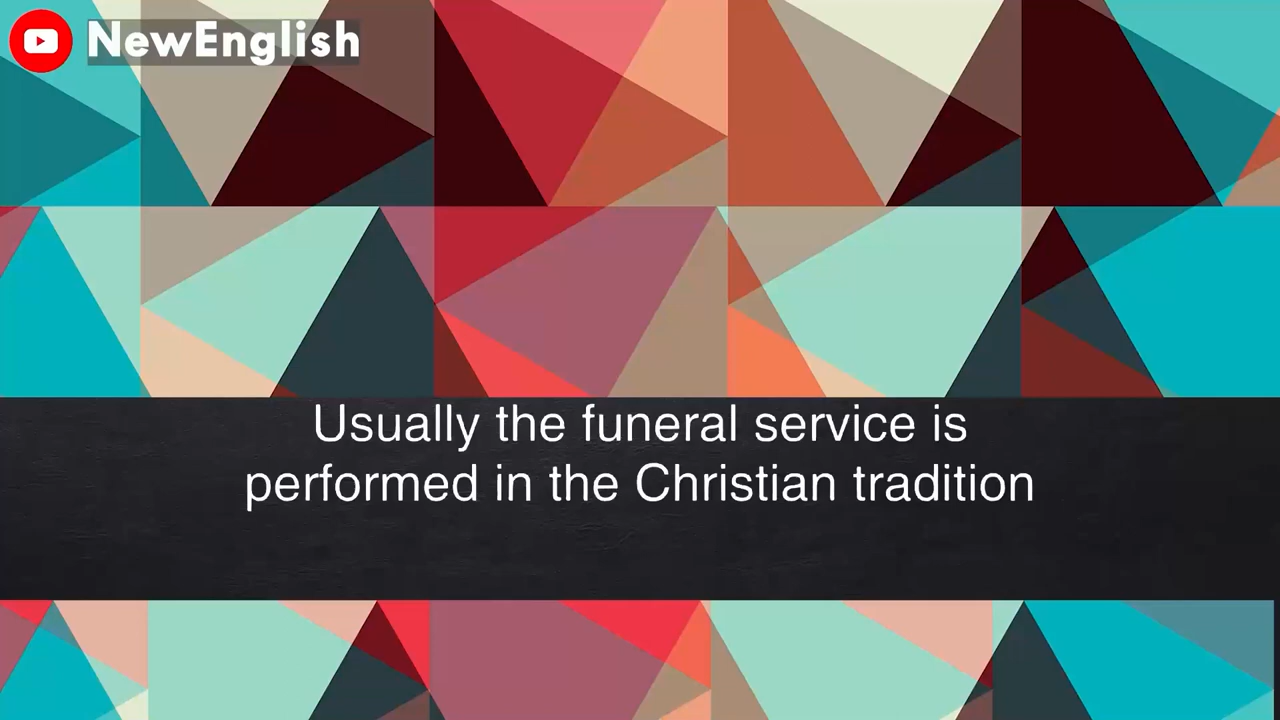 NewEnglish
Usually the funeral service is
performed in the Christian tradition